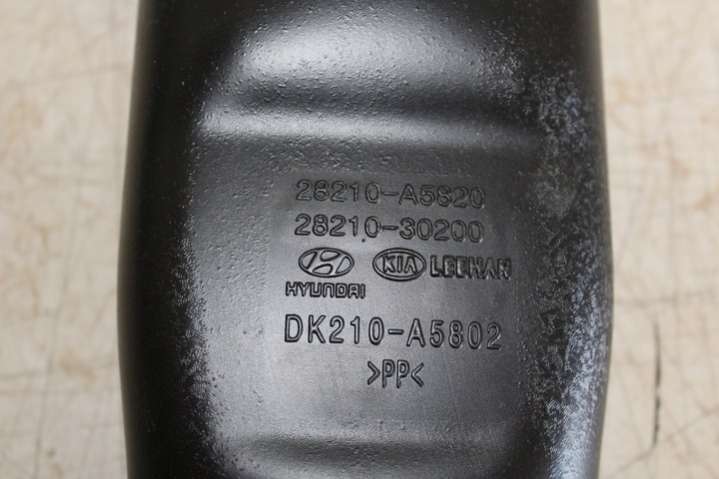 28210-A5820
28210-30200
KIA LEEHAN
HYUNDAI
DK210-A5802
>PP<